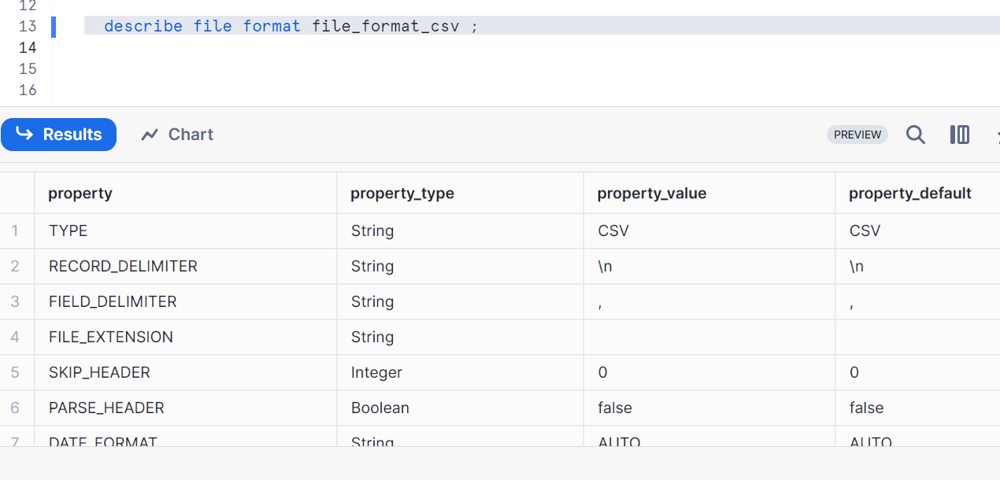 12
13 describe file format file_format_csv ;
14
15
16
Results Chart PREVIEW
property property_type property_value property_default
1 TYPE String CSV CSV
2 RECORD_DELIMITER String \n \n
3 FIELD_DELIMITER String , ,
4 FILE_EXTENSION String
5 SKIP_HEADER Integer 0 0
6 PARSE_HEADER Boolean false false
7 DATE_FORMAT String AUTO AUTO